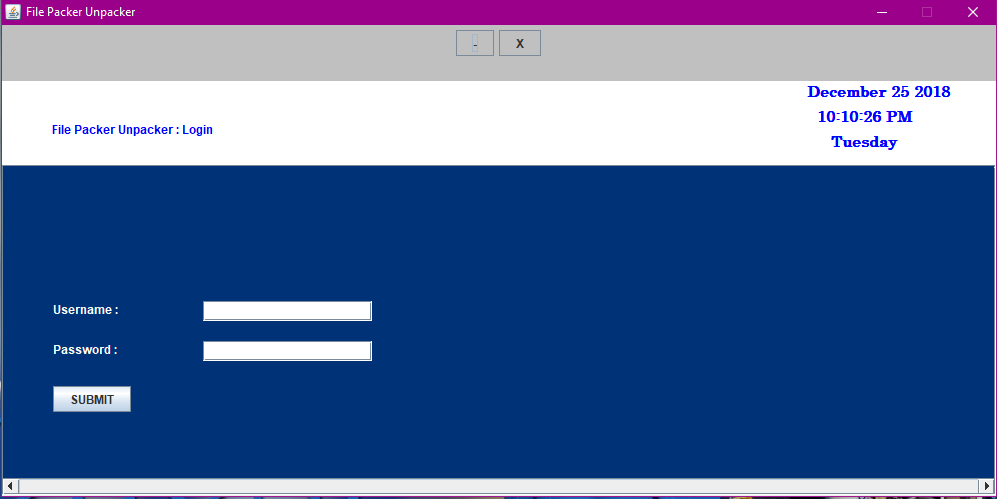 File Packer Unpacker
- X
December 25 2018
File Packer Unpacker : Login
10:10:26 PM
Tuesday
Username :
Password :
SUBMIT